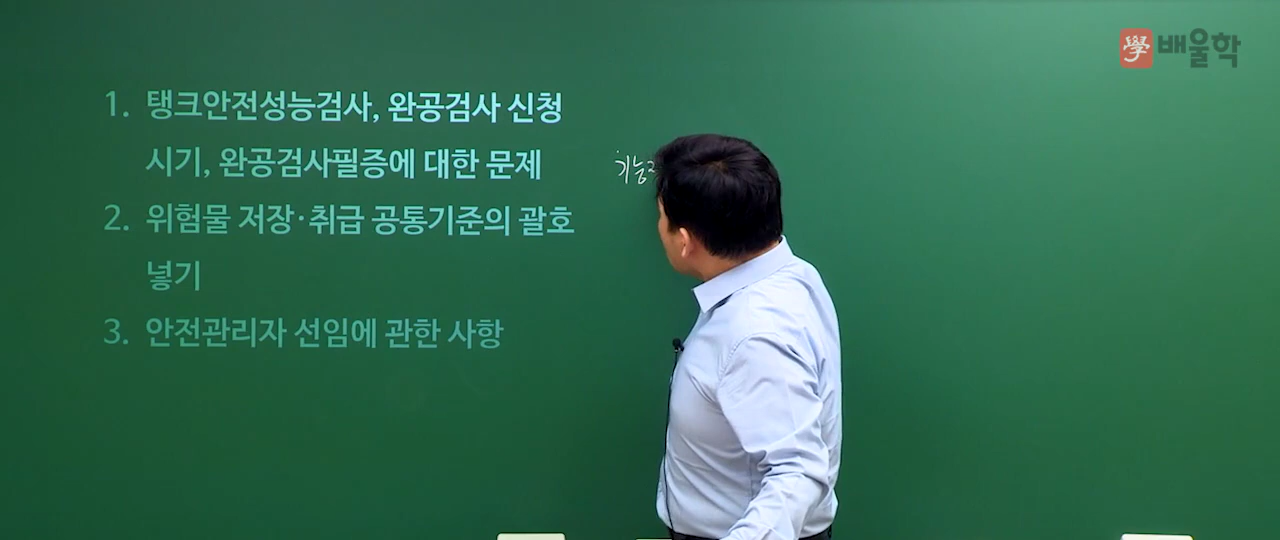 學 배울학
1. 탱크안전성능검사, 완공검사 신청
시기, 완공검사필증에 대한 문제
2. 위험물 저장·취급 공통기준의 괄호
넣기
3. 안전관리자 선임에 관한 사항
기능